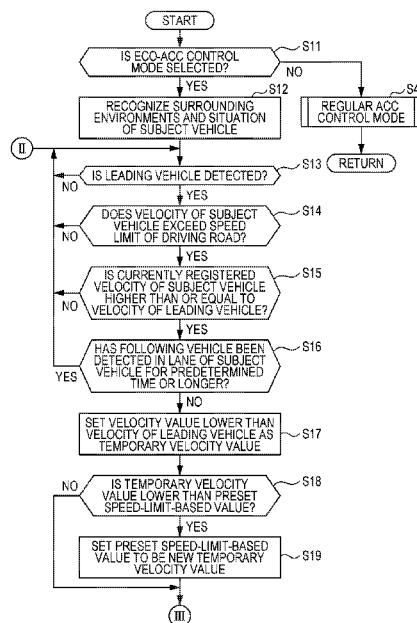 START
S11
IS ECO-ACC CONTROL
MODE SELECTED?
NO
YES
S12
RECOGNIZE SURROUNDING
ENVIRONMENTS AND SITUATION
OF SUBJECT VEHICLE
REGULAR ACC
CONTROL MODE
RETURN
II
S13
IS LEADING VEHICLE DETECTED?
NO
YES
S14
DOES VELOCITY OF SUBJECT
VEHICLE EXCEED SPEED
LIMIT OF DRIVING ROAD?
NO
YES
S15
IS CURRENTLY REGISTERED
VELOCITY OF SUBJECT VEHICLE
HIGHER THAN OR EQUAL TO
VELOCITY OF LEADING VEHICLE?
NO
YES
S16
HAS FOLLOWING VEHICLE BEEN
DETECTED IN LANE OF SUBJECT
VEHICLE FOR PREDETERMINED
TIME OR LONGER?
YES
NO
S17
SET VELOCITY VALUE LOWER THAN
VELOCITY OF LEADING VEHICLE AS
TEMPORARY VELOCITY VALUE
S18
NO
IS TEMPORARY VELOCITY
VALUE LOWER THAN PRESET
SPEED-LIMIT-BASED VALUE?
YES
S19
SET PRESET SPEED-LIMIT-BASED
VALUE TO BE NEW TEMPORARY
VELOCITY VALUE
III